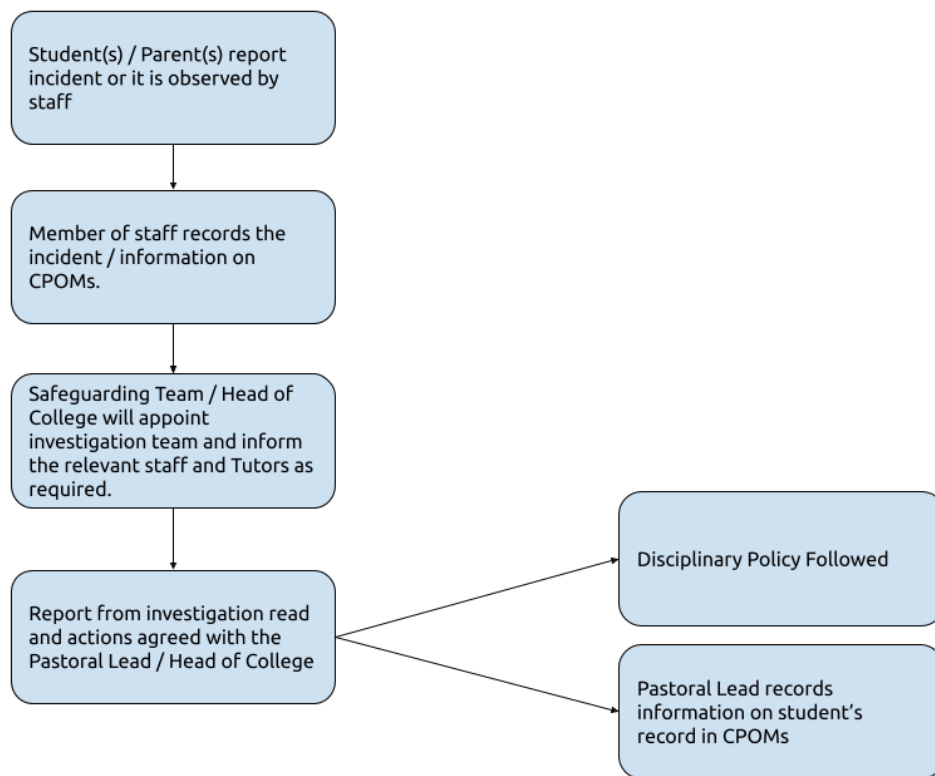 Student(s) / Parent(s) report
incident or it is observed by
staff
Member of staff records the
incident / information on
CPOMs.
Safeguarding Team / Head of
College will appoint
investigation team and inform
the relevant staff and Tutors as
required.
Report from investigation read
and actions agreed with the
Pastoral Lead / Head of College
Disciplinary Policy Followed
Pastoral Lead records
information on student's
record in CPOMs